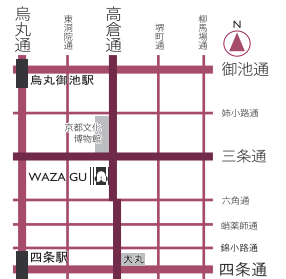 烏丸通
東洞院通
高倉通
堺町通
柳馬場通
N
御池通
烏丸御池駅
姉小路通
京都文化
博物館
三条通
WAZAGU
六角通
蛸薬師通
錦小路通
四条駅
大丸
四条通